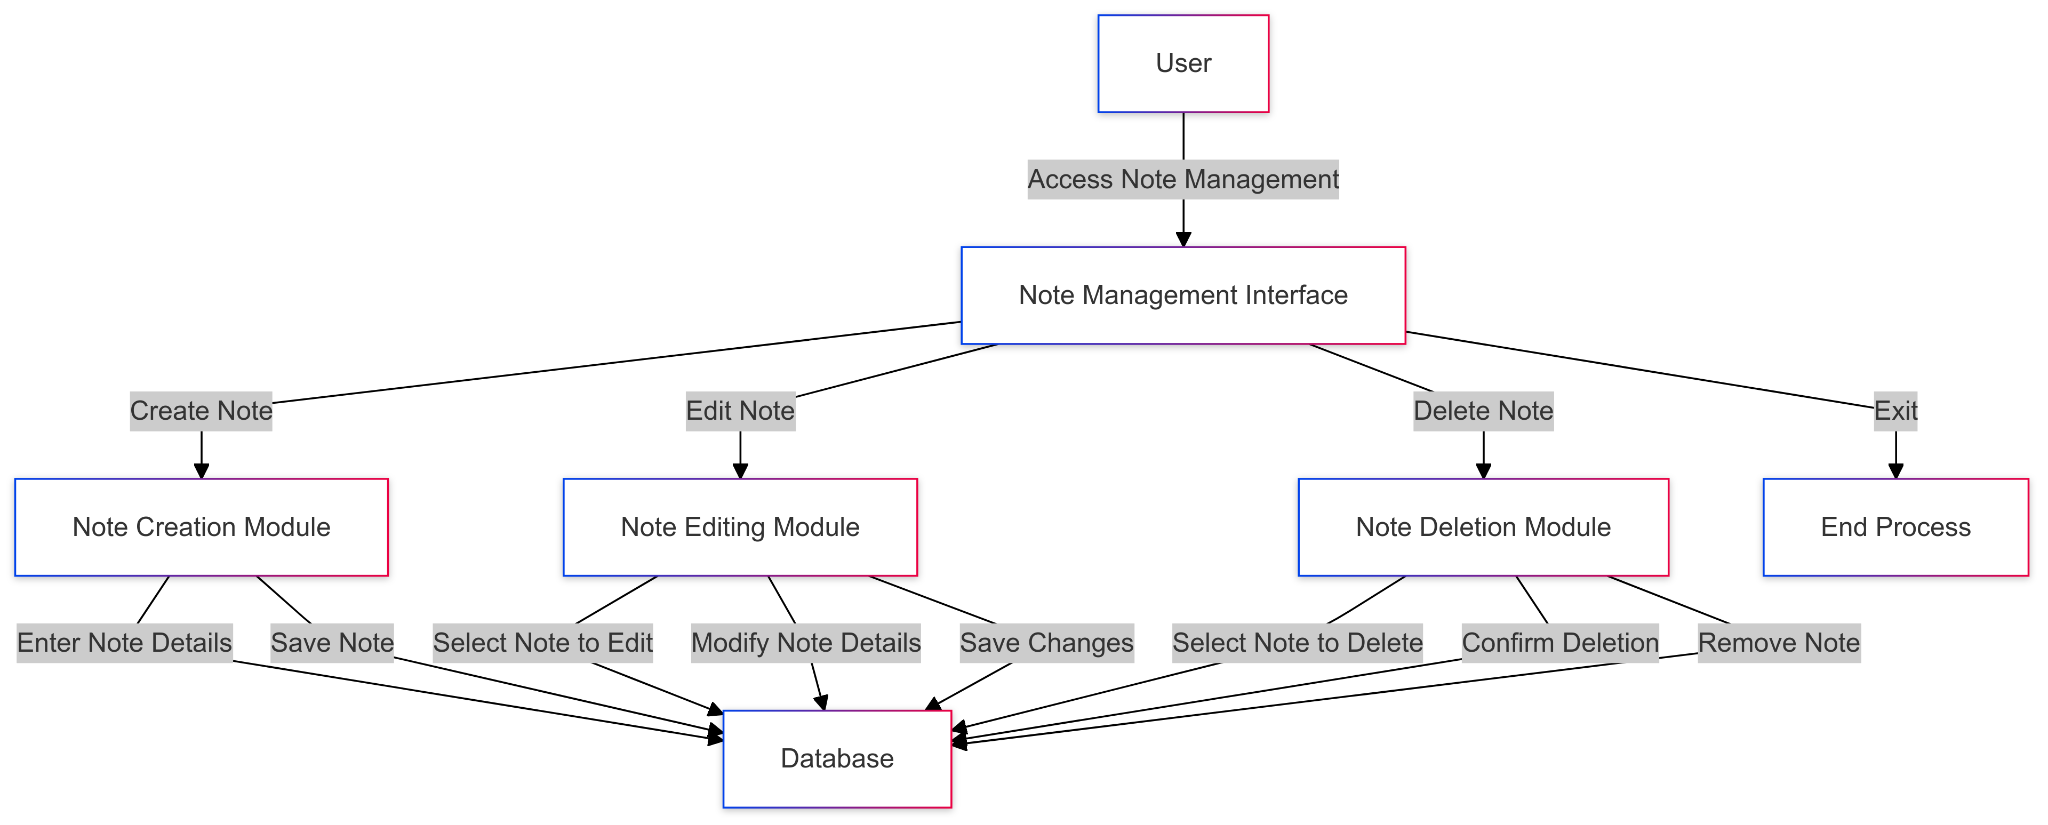 User
Access Note Management
Note Management Interface
Create Note
Edit Note
Delete Note
Exit
Note Creation Module
Note Editing Module
Note Deletion Module
End Process
Enter Note Details
Save Note
Select Note to Edit
Modify Note Details
Save Changes
Select Note to Delete
Confirm Deletion
Remove Note
Database